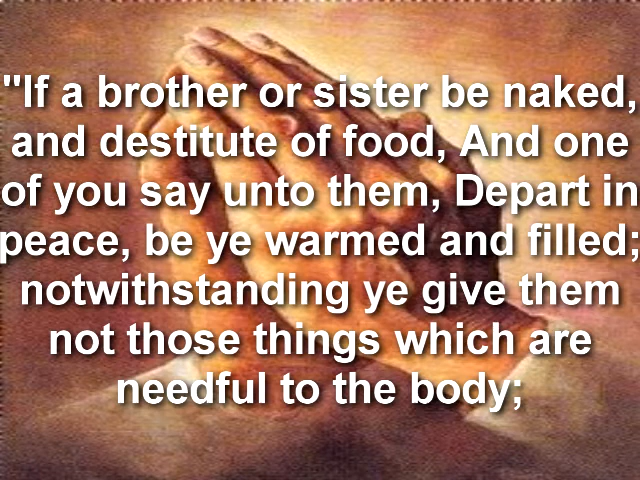 "If a brother or sister be naked,
and destitute of food, And one
of you say unto them, Depart in
peace, be ye warmed and filled;
notwithstanding ye give them
not those things which are
needful to the body;